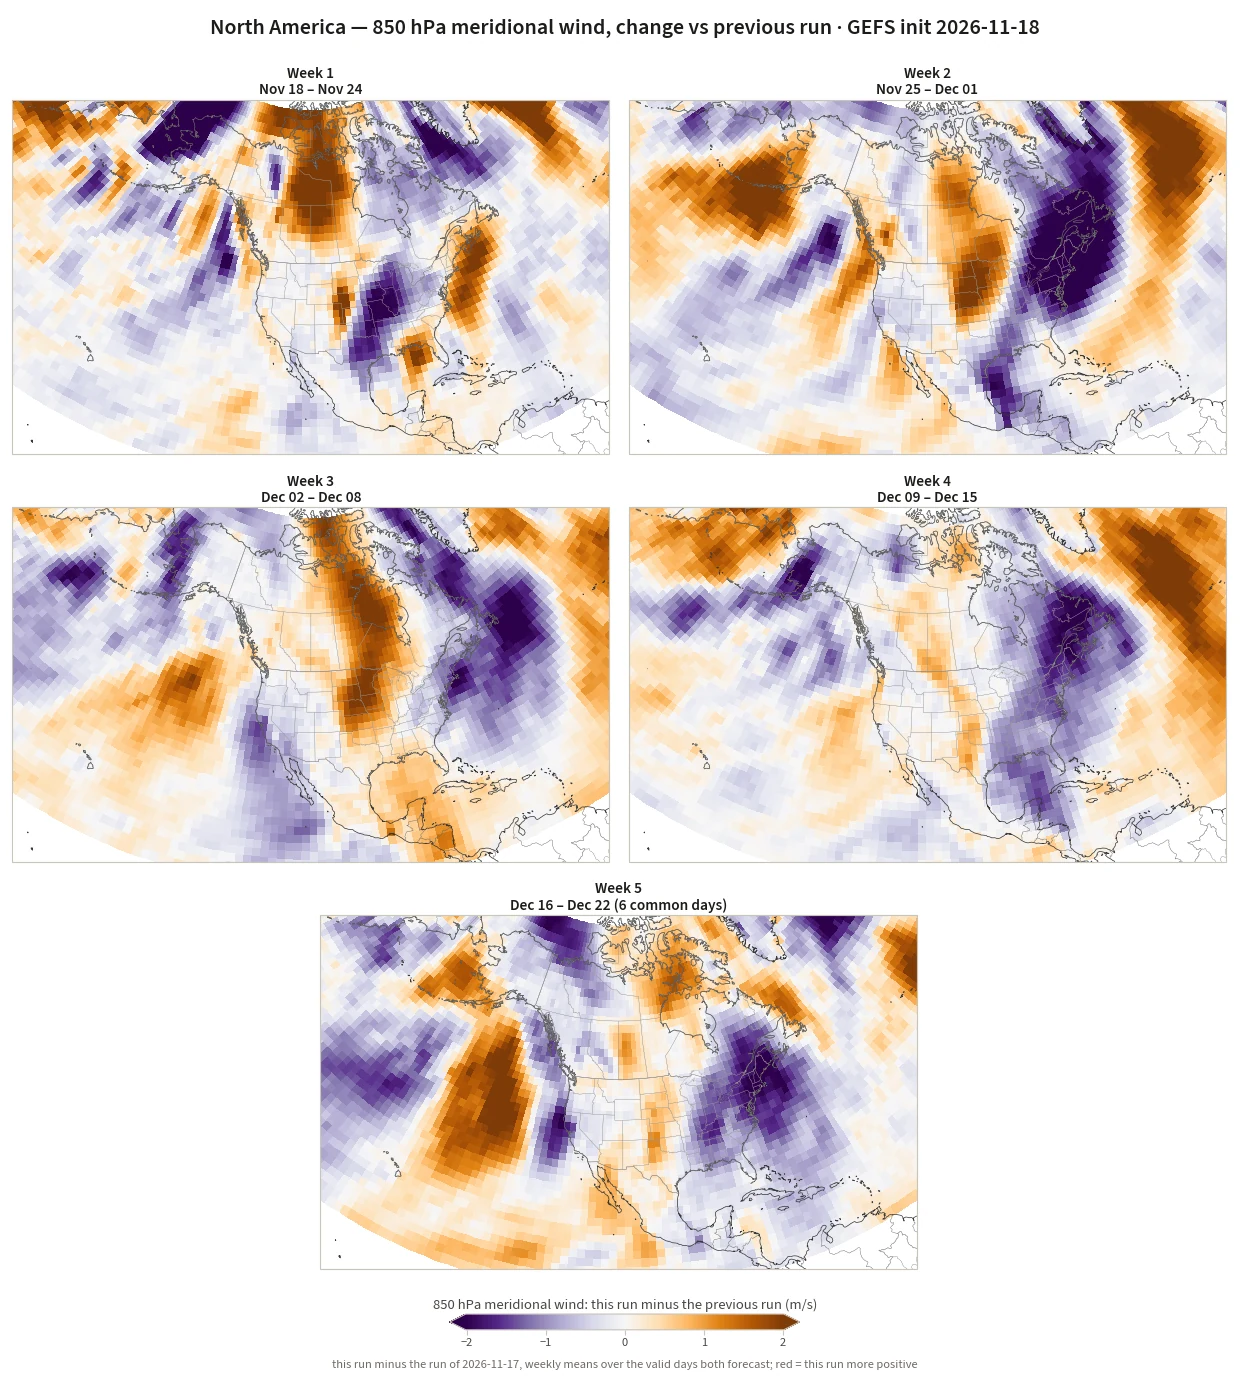 North America — 850 hPa meridional wind, change vs previous run · GEFS init 2026-11-18
Week 1
Nov 18 – Nov 24
Week 2
Nov 25 – Dec 01
Week 3
Dec 02 – Dec 08
Week 4
Dec 09 – Dec 15
Week 5
Dec 16 – Dec 22 (6 common days)
850 hPa meridional wind: this run minus the previous run (m/s)
−2 −1 0 1 2
this run minus the run of 2026-11-17, weekly means over the valid days both forecast; red = this run more positive